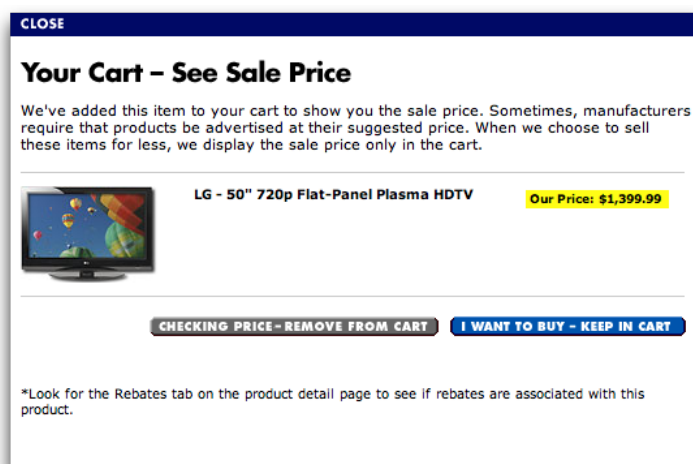 CLOSE
Your Cart – See Sale Price
We've added this item to your cart to show you the sale price. Sometimes, manufacturers
require that products be advertised at their suggested price. When we choose to sell
these items for less, we display the sale price only in the cart.
LG - 50" 720p Flat-Panel Plasma HDTV
Our Price: $1,399.99
CHECKING PRICE – REMOVE FROM CART
I WANT TO BUY – KEEP IN CART
*Look for the Rebates tab on the product detail page to see if rebates are associated with this
product.